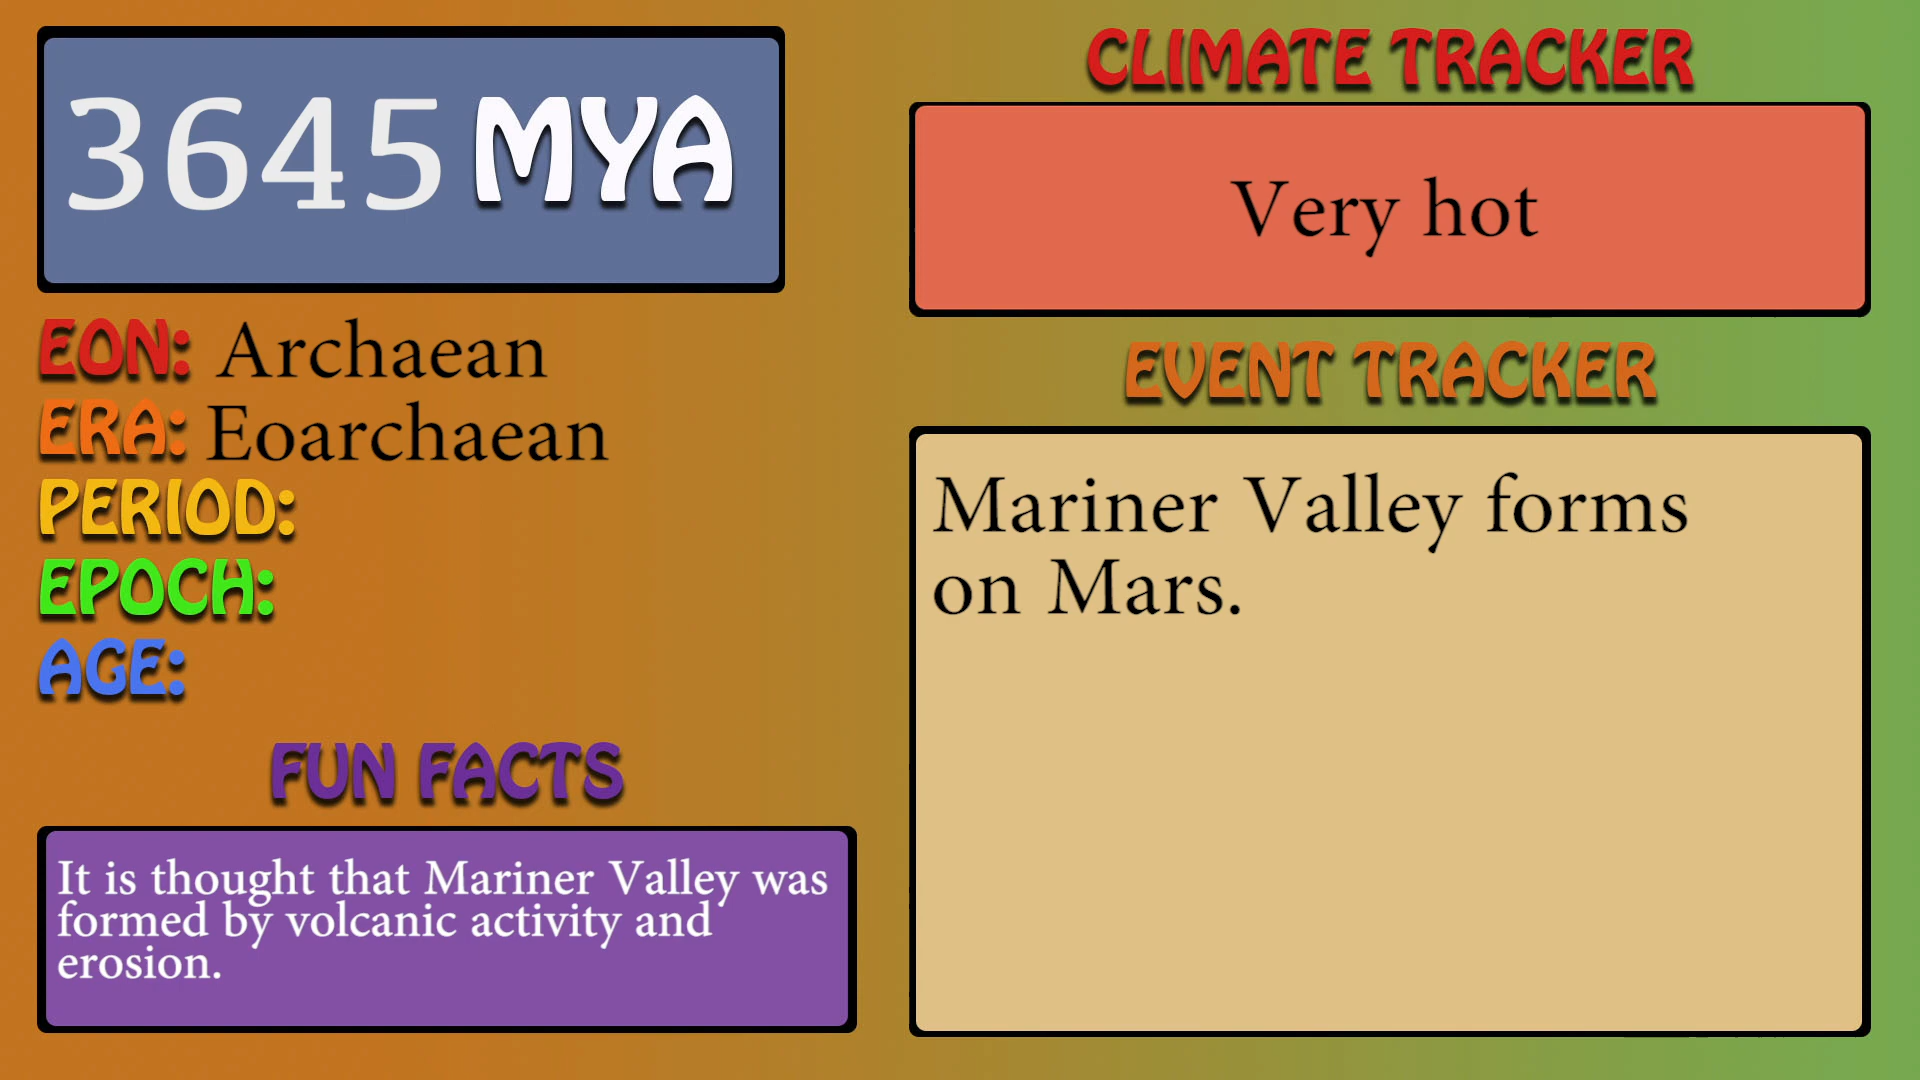 3645 MYA
EON: Archaean
ERA: Eoarchaean
PERIOD:
EPOCH:
AGE:
FUN FACTS
It is thought that Mariner Valley was
formed by volcanic activity and
erosion.
CLIMATE TRACKER
Very hot
EVENT TRACKER
Mariner Valley forms
on Mars.